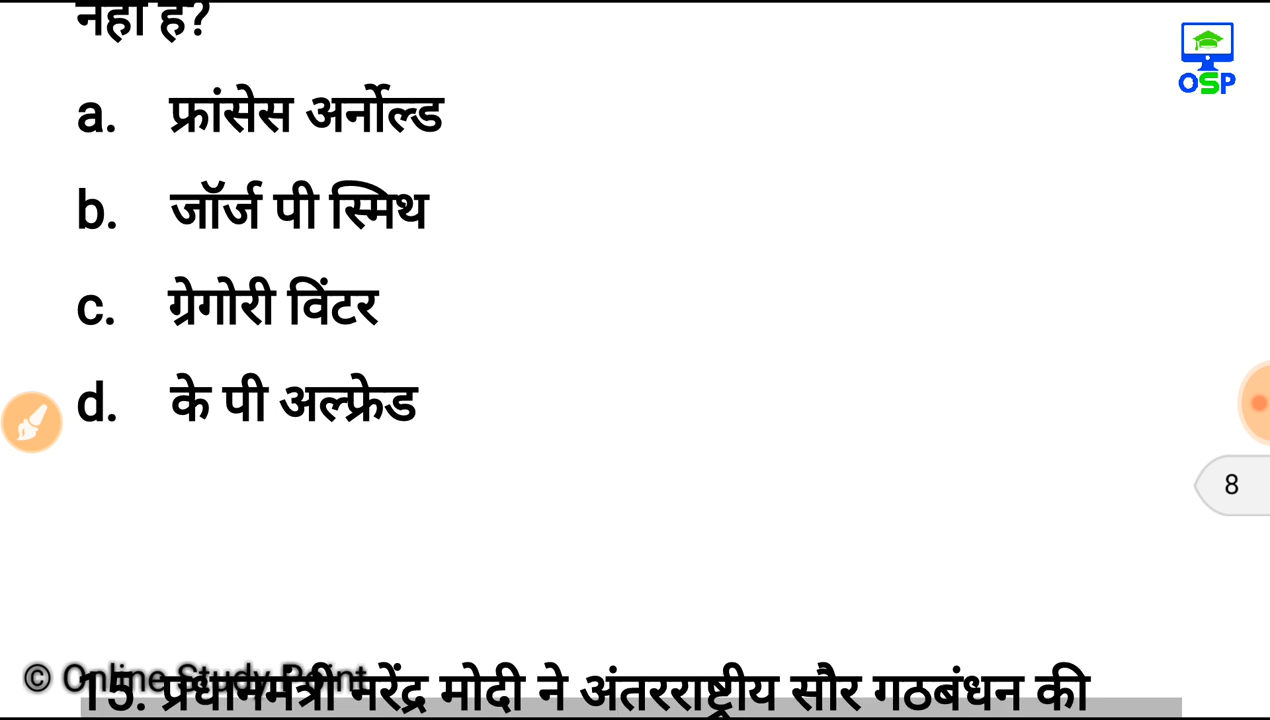 नहीं है?
OSP
a. फ्रांसेस अर्नोल्ड
b. जॉर्ज पी स्मिथ
c. ग्रेगोरी विंटर
d. के पी अल्फ्रेड
8
© Online Study Point
15. प्रधानमंत्री नरेंद्र मोदी ने अंतरराष्ट्रीय सौर गठबंधन की